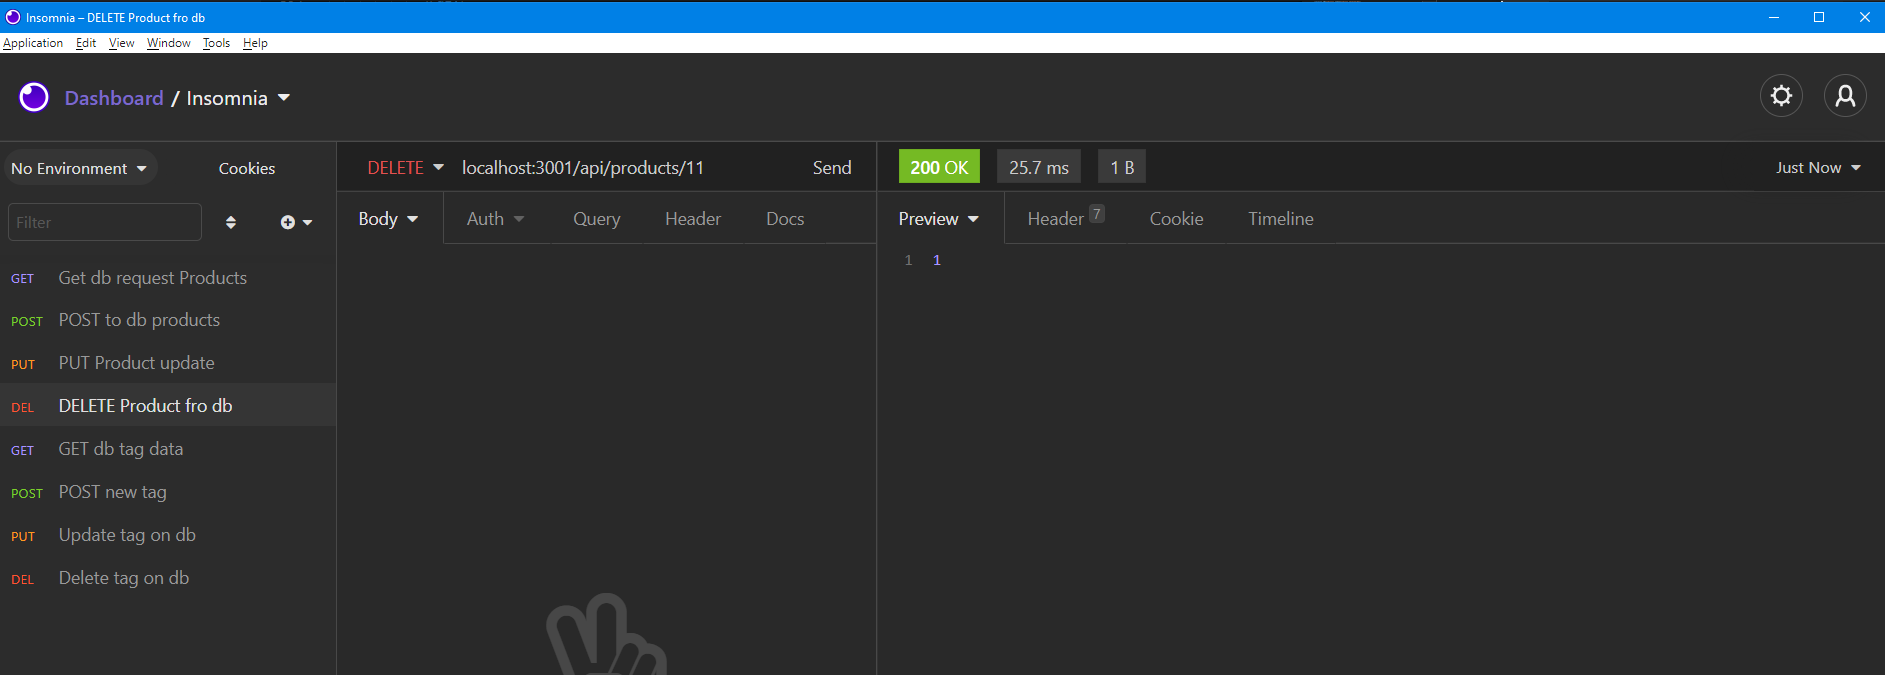 Insomnia – DELETE Product fro db
Application Edit View Window Tools Help
Dashboard / Insomnia
No Environment Cookies
Filter
GET Get db request Products
POST POST to db products
PUT PUT Product update
DEL DELETE Product fro db
GET GET db tag data
POST POST new tag
PUT Update tag on db
DEL Delete tag on db
DELETE localhost:3001/api/products/11 Send
Body Auth Query Header Docs
200 OK 25.7 ms 1 B Just Now
Preview Header 7 Cookie Timeline
1 1